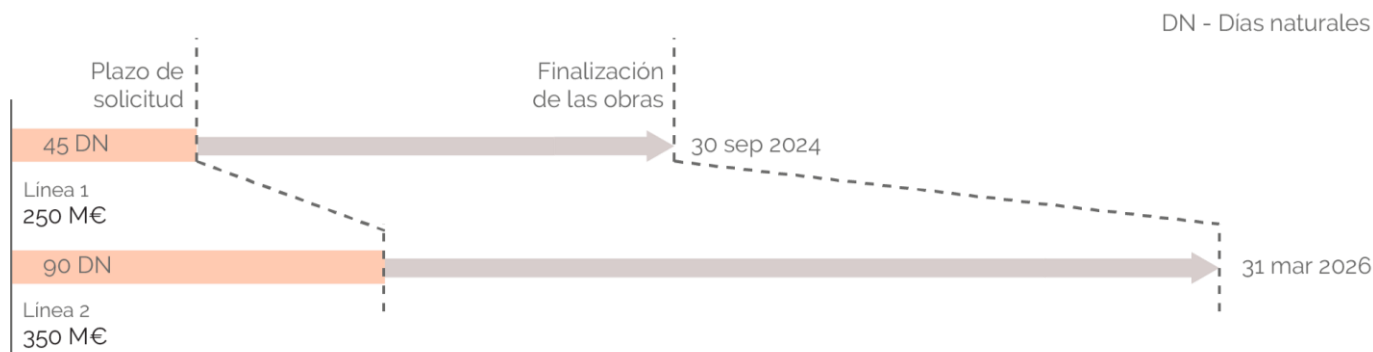 DN - Días naturales
Plazo de
solicitud
Finalización
de las obras
45 DN
30 sep 2024
Línea 1
250 M€
90 DN
31 mar 2026
Línea 2
350 M€